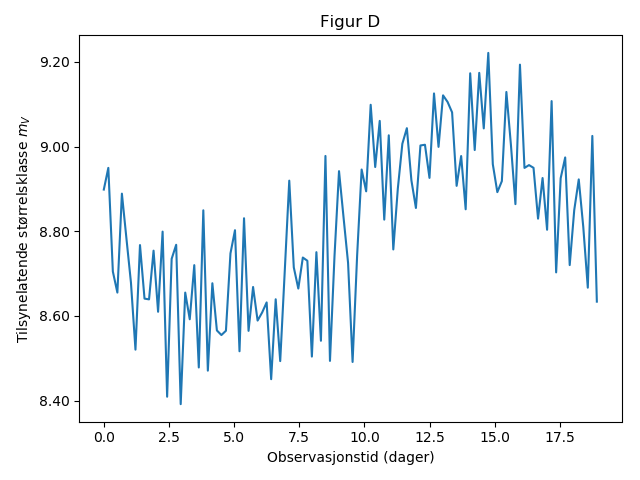 Figur D
Tilsynelatende størrelsklasse $m_V$
9.20
9.00
8.80
8.60
8.40
0.0 2.5 5.0 7.5 10.0 12.5 15.0 17.5
Observasjonstid (dager)